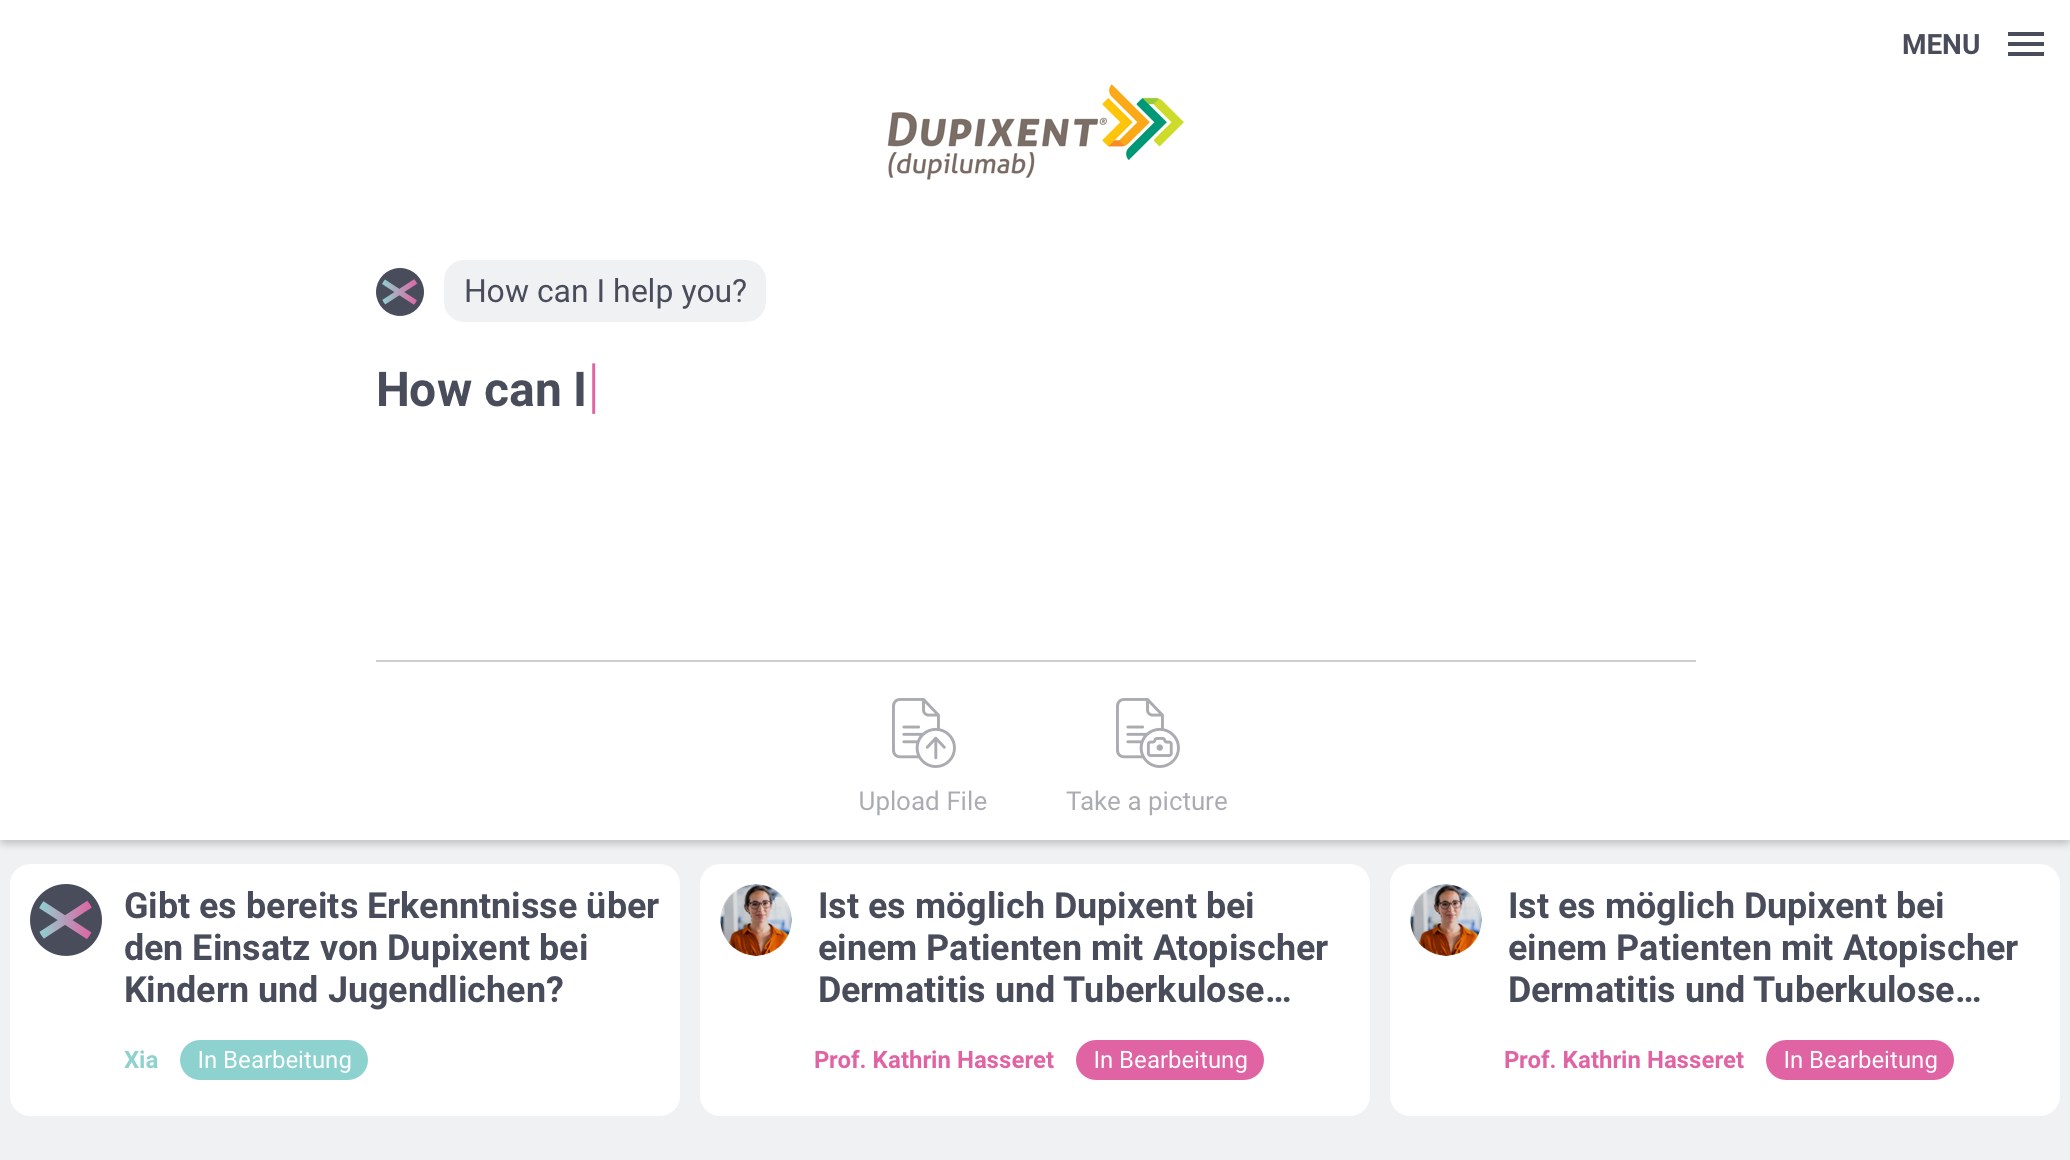 MENU
DUPIXENT®
(dupilumab)
How can I help you?
How can I
Upload File
Take a picture
Gibt es bereits Erkenntnisse über
den Einsatz von Dupixent bei
Kindern und Jugendlichen?
Xia
In Bearbeitung
Ist es möglich Dupixent bei
einem Patienten mit Atopischer
Dermatitis und Tuberkulose...
Prof. Kathrin Hasseret
In Bearbeitung
Ist es möglich Dupixent bei
einem Patienten mit Atopischer
Dermatitis und Tuberkulose...
Prof. Kathrin Hasseret
In Bearbeitung